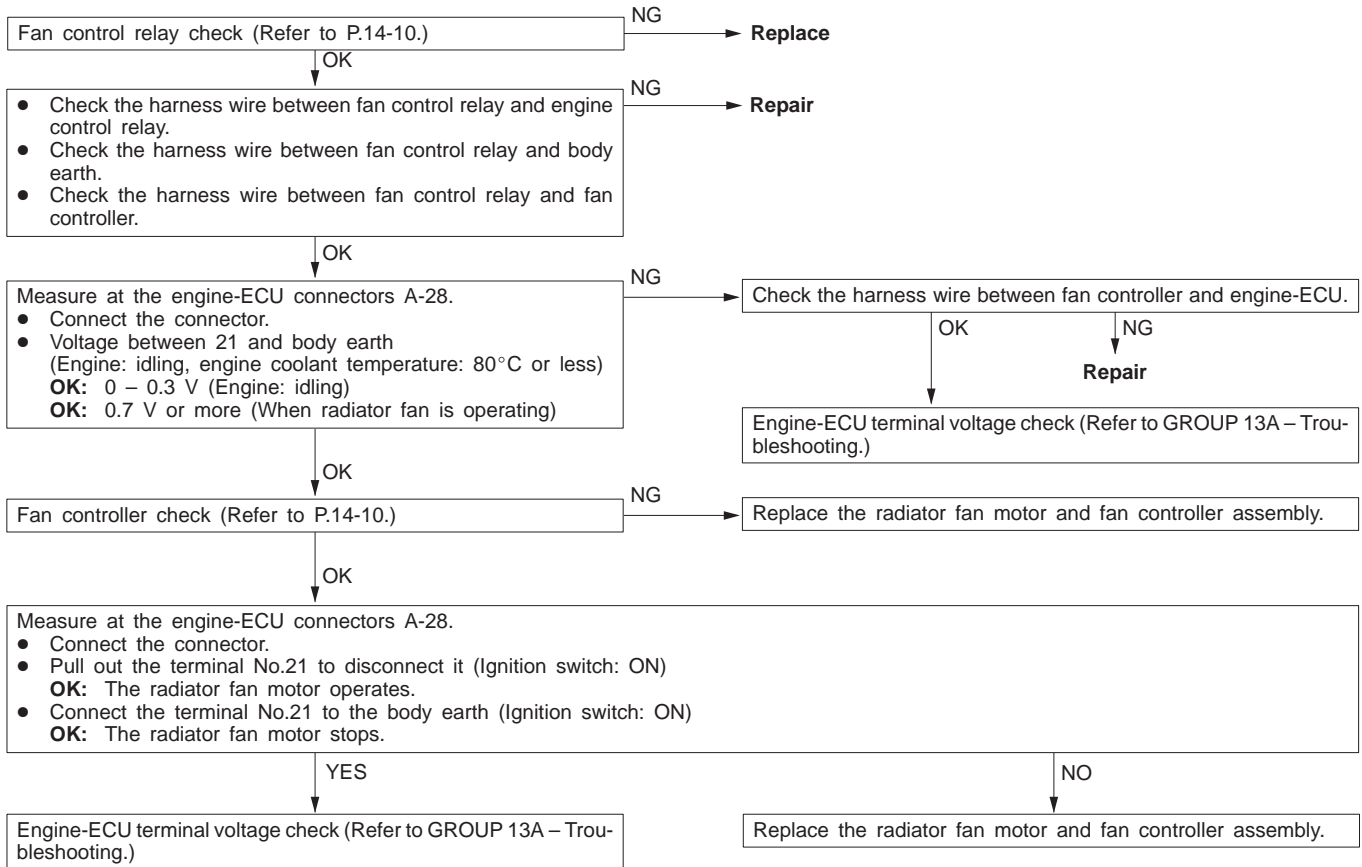 Fan control relay check (Refer to P.14-10.)
NG
Replace
OK
● Check the harness wire between fan control relay and engine
control relay.
● Check the harness wire between fan control relay and body
earth.
● Check the harness wire between fan control relay and fan
controller.
NG
Repair
OK
Measure at the engine-ECU connectors A-28.
● Connect the connector.
● Voltage between 21 and body earth
(Engine: idling, engine coolant temperature: 80°C or less)
OK: 0 – 0.3 V (Engine: idling)
OK: 0.7 V or more (When radiator fan is operating)
NG
Check the harness wire between fan controller and engine-ECU.
OK
NG
Repair
Engine-ECU terminal voltage check (Refer to GROUP 13A – Trou-
bleshooting.)
OK
Fan controller check (Refer to P.14-10.)
NG
Replace the radiator fan motor and fan controller assembly.
OK
Measure at the engine-ECU connectors A-28.
● Connect the connector.
● Pull out the terminal No.21 to disconnect it (Ignition switch: ON)
OK: The radiator fan motor operates.
● Connect the terminal No.21 to the body earth (Ignition switch: ON)
OK: The radiator fan motor stops.
YES
NO
Engine-ECU terminal voltage check (Refer to GROUP 13A – Trou-
bleshooting.)
Replace the radiator fan motor and fan controller assembly.